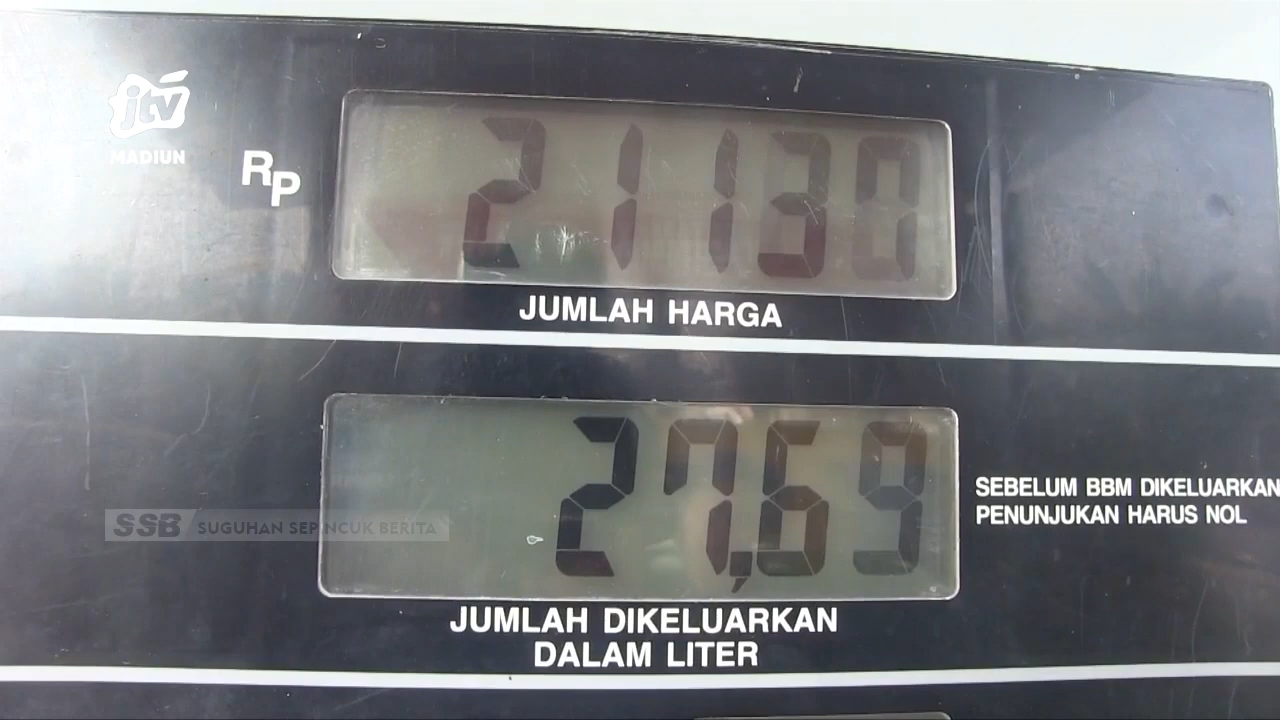 jtv
MADIUN
RP
21130
JUMLAH HARGA
27,69
SEBELUM BBM DIKELUARKAN
PENUNJUKAN HARUS NOL
SSB SUGUHAN SEPINCUK BERITA
JUMLAH DIKELUARKAN
DALAM LITER